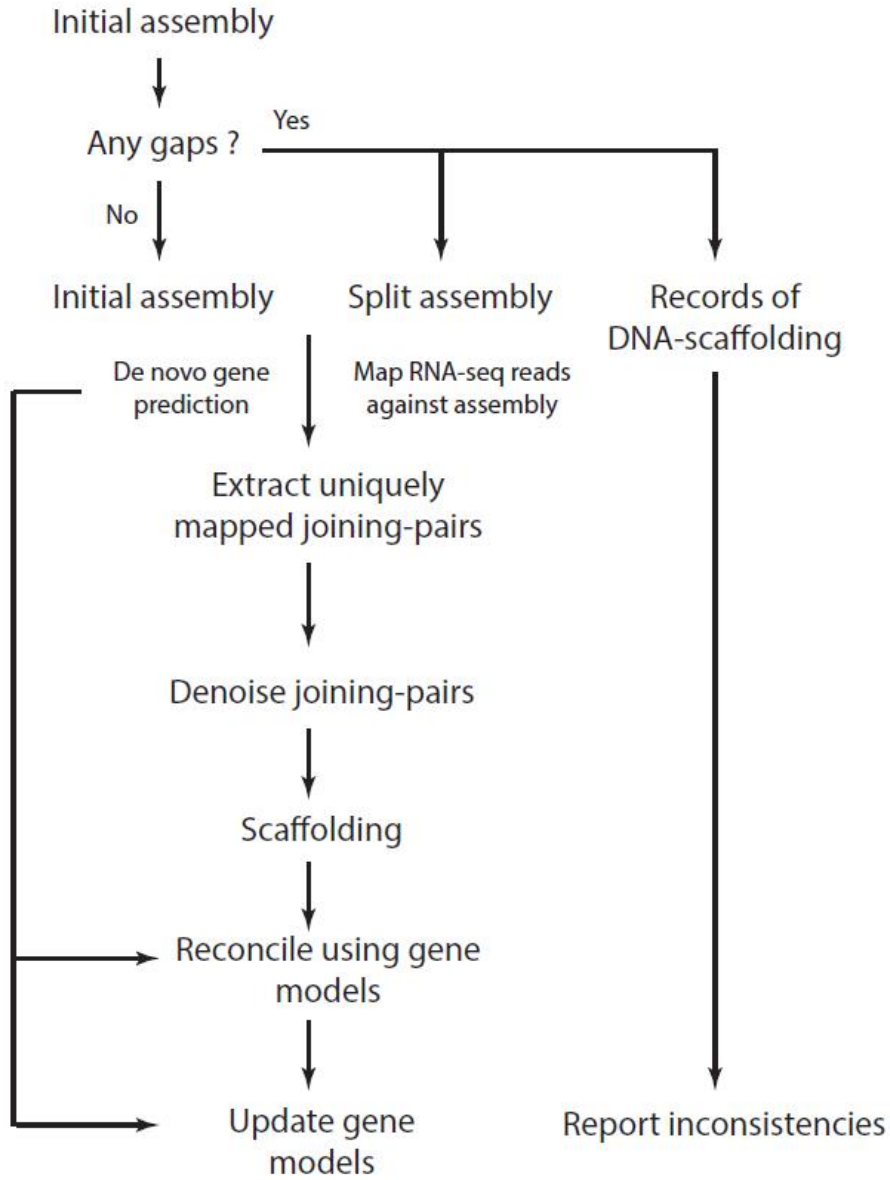 Initial assembly
Any gaps ?
Yes
No
Initial assembly
Split assembly
Records of
DNA-scaffolding
De novo gene
prediction
Map RNA-seq reads
against assembly
Extract uniquely
mapped joining-pairs
Denoise joining-pairs
Scaffolding
Reconcile using gene
models
Update gene
models
Report inconsistencies